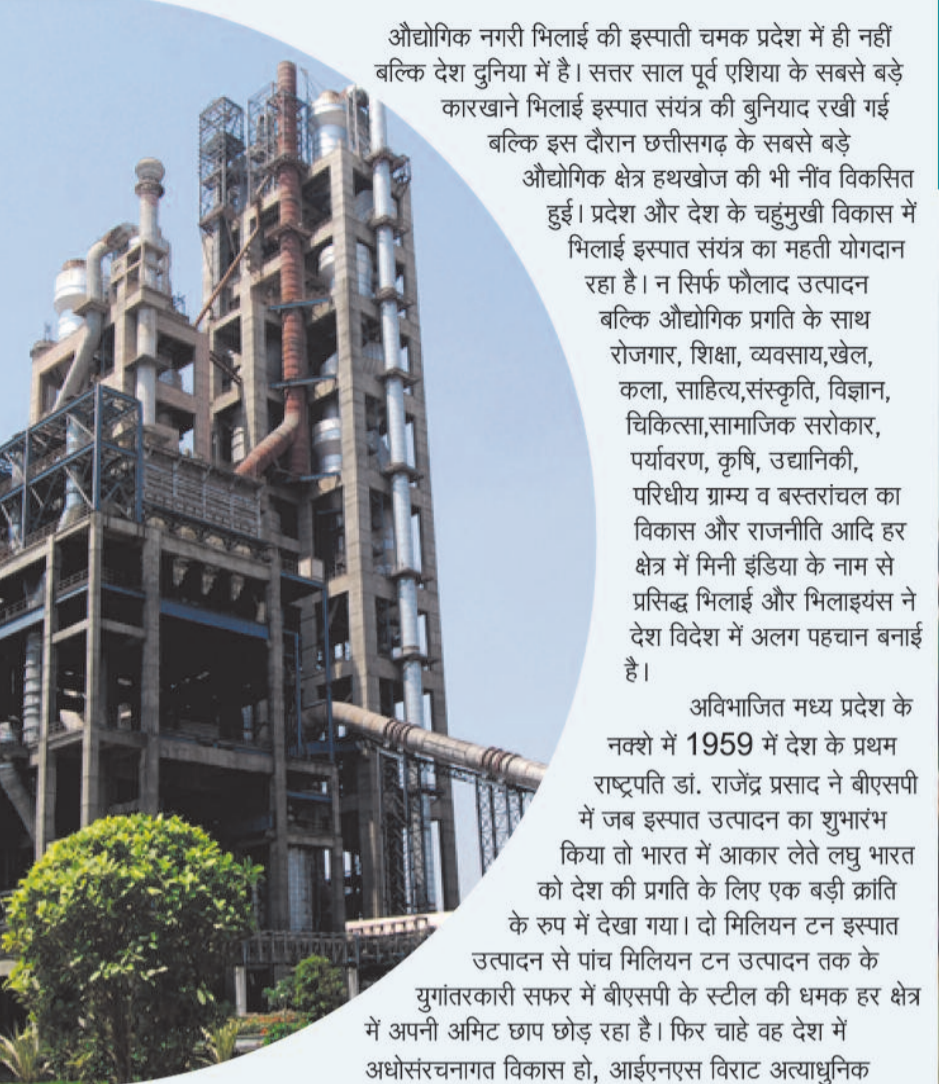 औद्योगिक नगरी भिलाई की इस्पाती चमक प्रदेश में ही नहीं
बल्कि देश दुनिया में है। सत्तर साल पूर्व एशिया के सबसे बड़े
कारखाने भिलाई इस्पात संयंत्र की बुनियाद रखी गई
बल्कि इस दौरान छत्तीसगढ़ के सबसे बड़े
औद्योगिक क्षेत्र हथखोज की भी नींव विकसित
हुई। प्रदेश और देश के चहुंमुखी विकास में
भिलाई इस्पात संयंत्र का महती योगदान
रहा है। न सिर्फ फौलाद उत्पादन
बल्कि औद्योगिक प्रगति के साथ
रोजगार, शिक्षा, व्यवसाय,खेल,
कला, साहित्य,संस्कृति, विज्ञान,
चिकित्सा,सामाजिक सरोकार,
पर्यावरण, कृषि, उद्यानिकी,
परिधीय ग्राम्य व बस्तरांचल का
विकास और राजनीति आदि हर
क्षेत्र में मिनी इंडिया के नाम से
प्रसिद्ध भिलाई और भिलाइयंस ने
देश विदेश में अलग पहचान बनाई
है।
अविभाजित मध्य प्रदेश के
नक्शे में 1959 में देश के प्रथम
राष्ट्रपति डां. राजेंद्र प्रसाद ने बीएसपी
में जब इस्पात उत्पादन का शुभारंभ
किया तो भारत में आकार लेते लघु भारत
को देश की प्रगति के लिए एक बड़ी क्रांति
के रुप में देखा गया। दो मिलियन टन इस्पात
उत्पादन से पांच मिलियन टन उत्पादन तक के
युगांतरकारी सफर में बीएसपी के स्टील की धमक हर क्षेत्र
में अपनी अमिट छाप छोड़ रहा है। फिर चाहे वह देश में
अधोसंरचनागत विकास हो, आईएनएस विराट अत्याधुनिक